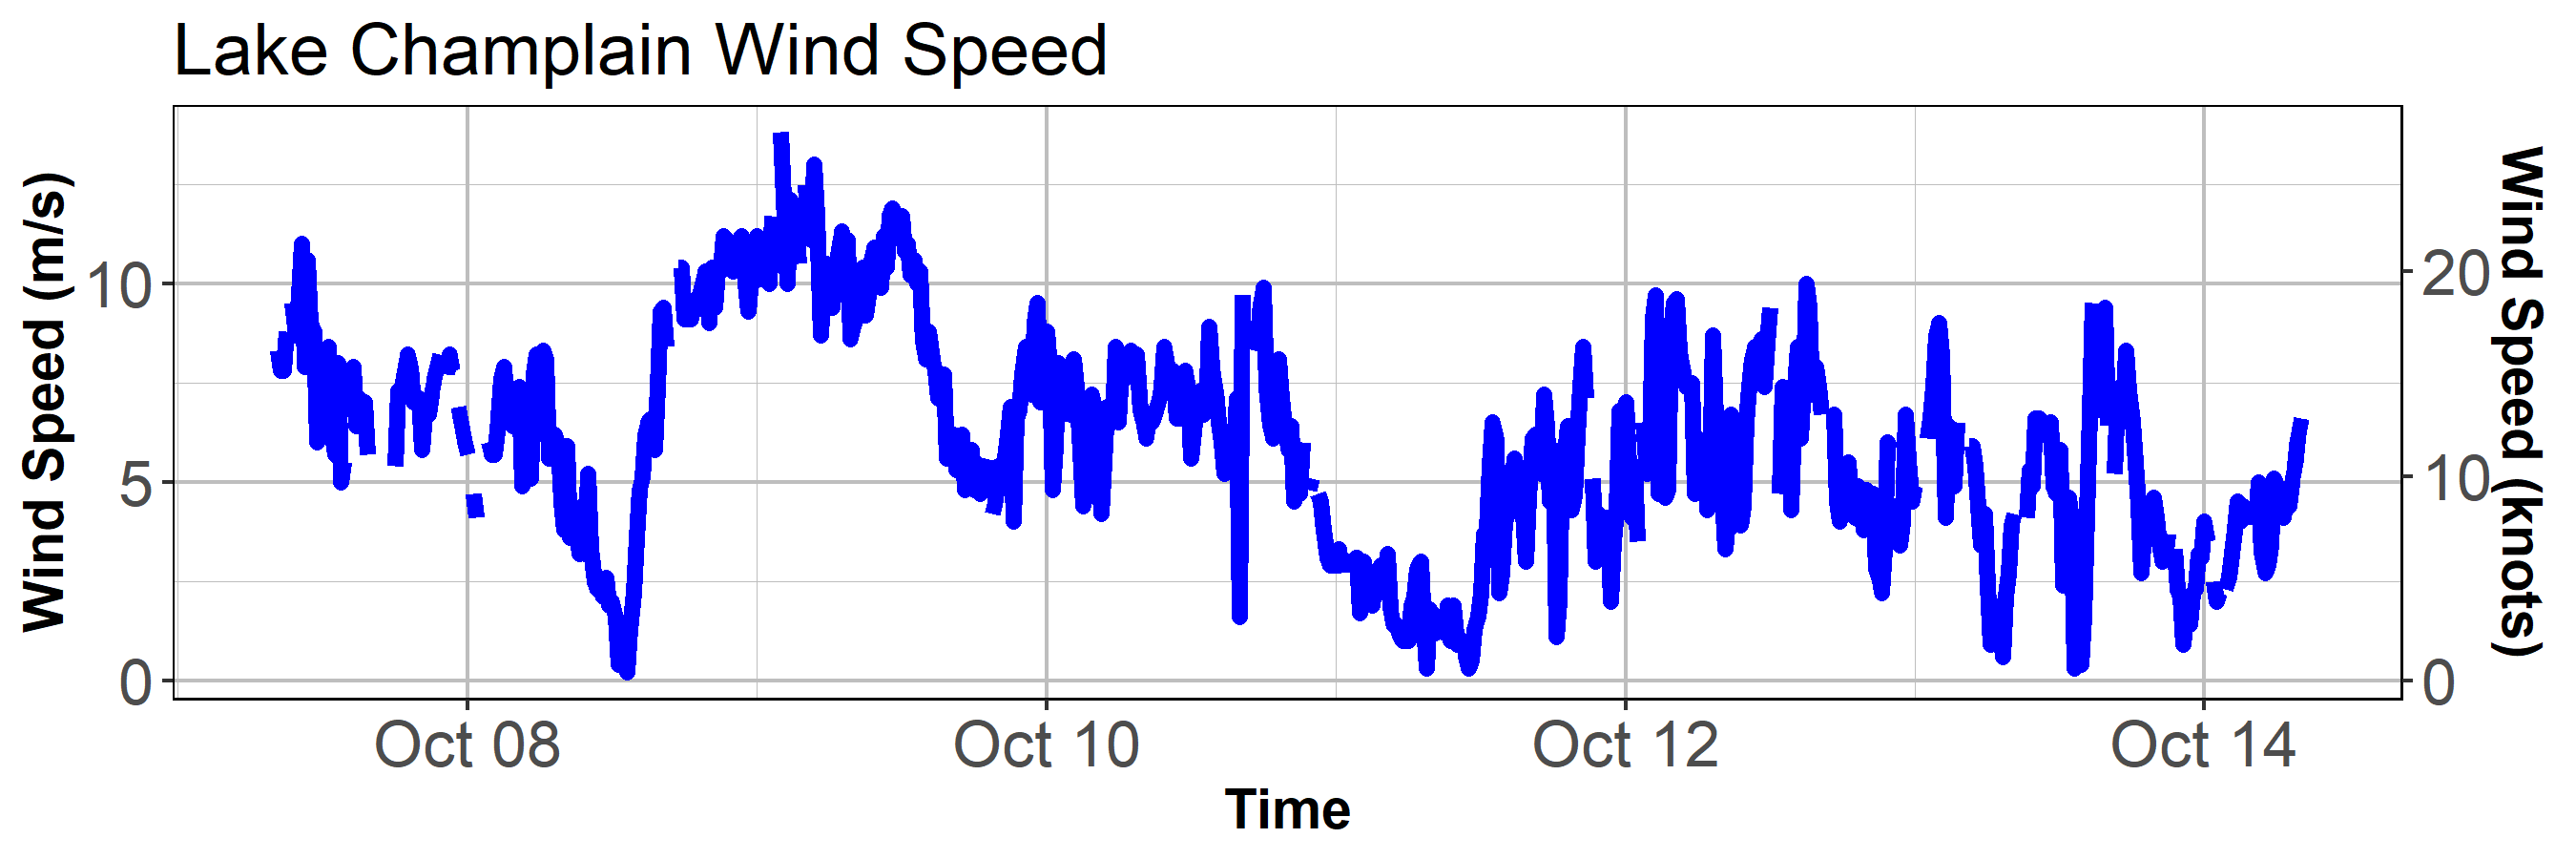 Lake Champlain Wind Speed
Wind Speed (m/s)
10
5
0
20
10
0
Wind Speed (knots)
Oct 08
Oct 10
Oct 12
Oct 14
Time